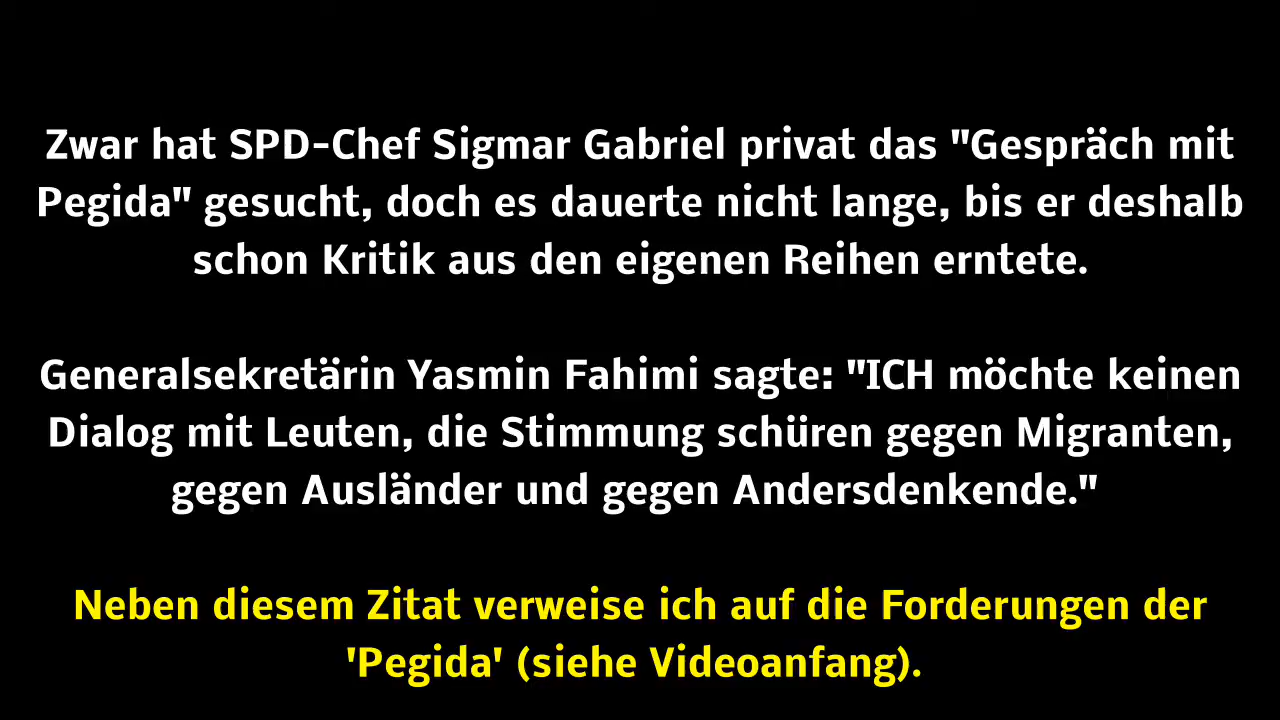 Zwar hat SPD-Chef Sigmar Gabriel privat das "Gespräch mit
Pegida" gesucht, doch es dauerte nicht lange, bis er deshalb
schon Kritik aus den eigenen Reihen erntete.
Generalsekretärin Yasmin Fahimi sagte: "ICH möchte keinen
Dialog mit Leuten, die Stimmung schüren gegen Migranten,
gegen Ausländer und gegen Andersdenkende."
Neben diesem Zitat verweise ich auf die Forderungen der
'Pegida' (siehe Videoanfang).